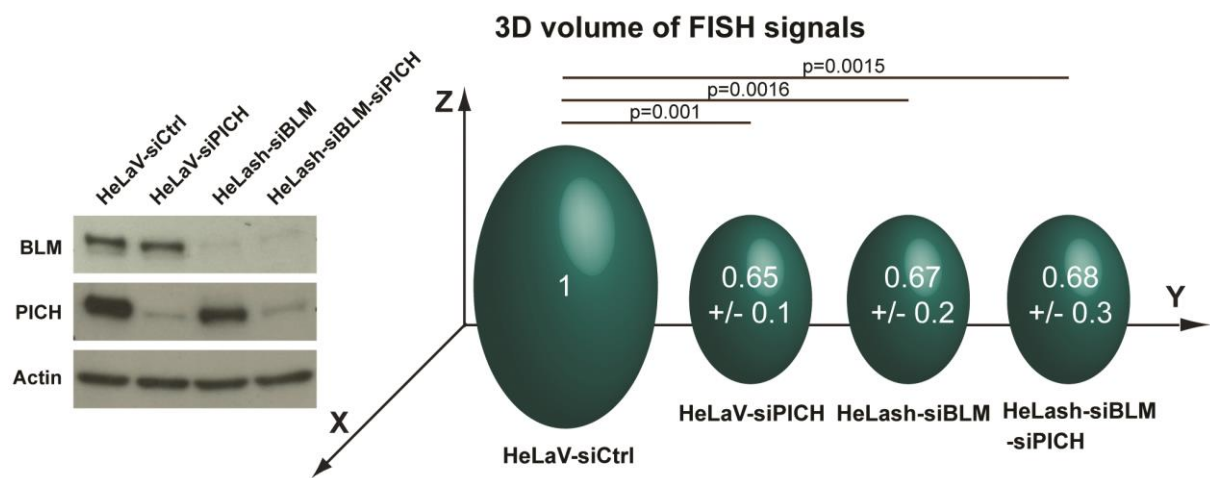 3D volume of FISH signals
p=0.0015
p=0.0016
p=0.001
HeLaV-siCtrl
HeLaV-siPICH
HeLash-siBLM
HeLash-siBLM-siPICH
BLM
PICH
Actin
Z
Y
X
1
0.65
+/- 0.1
0.67
+/- 0.2
0.68
+/- 0.3
HeLaV-siCtrl
HeLaV-siPICH
HeLash-siBLM
HeLash-siBLM
-siPICH